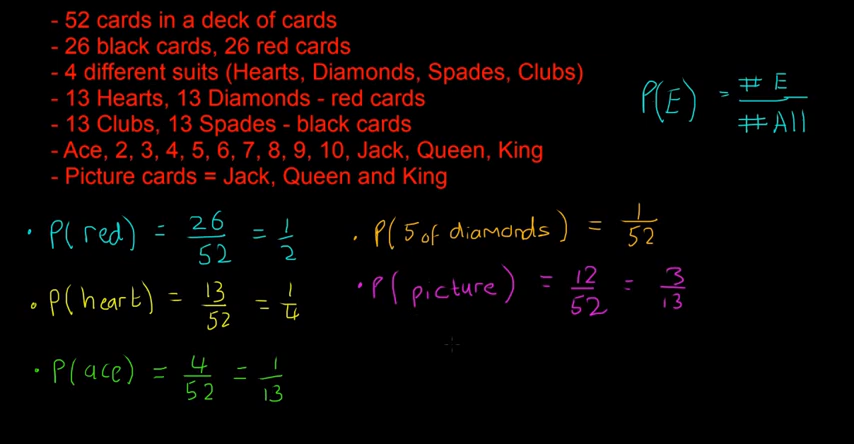 - 52 cards in a deck of cards
- 26 black cards, 26 red cards
- 4 different suits (Hearts, Diamonds, Spades, Clubs)
- 13 Hearts, 13 Diamonds - red cards
- 13 Clubs, 13 Spades - black cards
- Ace, 2, 3, 4, 5, 6, 7, 8, 9, 10, Jack, Queen, King
- Picture cards = Jack, Queen and King
P(E) = # E / # All
• P(red) = 26/52 = 1/2
• P(heart) = 13/52 = 1/4
• P(ace) = 4/52 = 1/13
• P(5 of diamonds) = 1/52
• P(picture) = 12/52 = 3/13